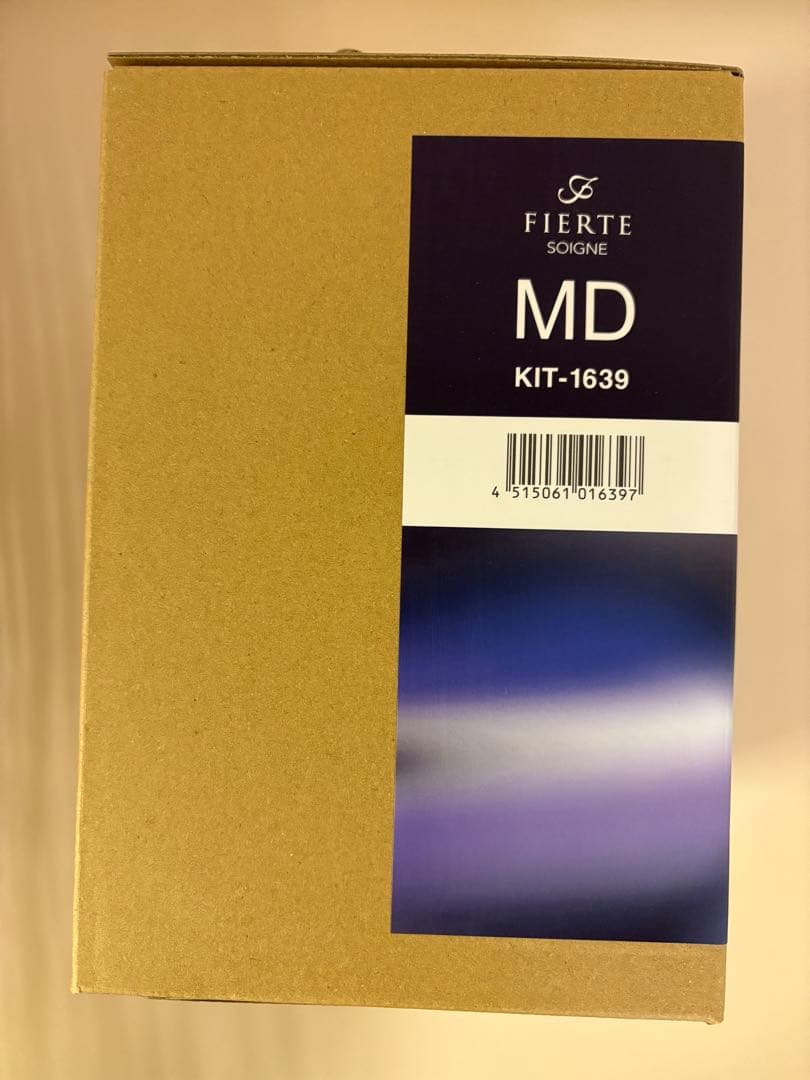 FIERTE
SOIGNE
MD
KIT-1639
4 515061 016397